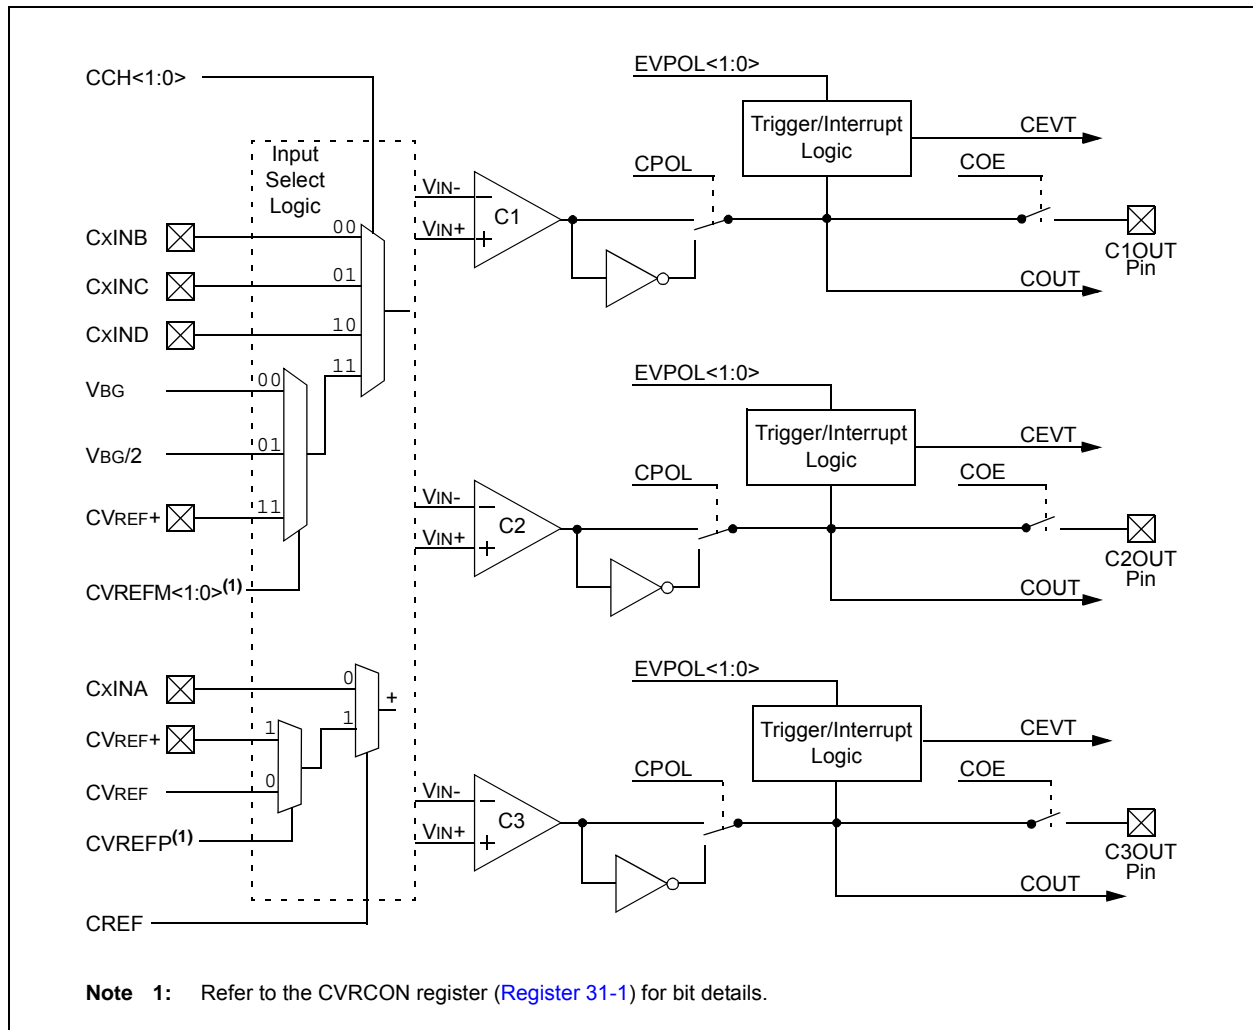 CCH<1:0>
Input
Select
Logic
CxINB
00
CxINC
01
CxIND
10
11
VBG
00
VBG/2
01
CVREF+
11
CVREFM<1:0>(1)
CxINA
0
+
CVREF+
1
1
CVREF
0
CVREFP(1)
CREF
EVPOL<1:0>
Trigger/Interrupt
Logic
CEVT
CPOL
COE
VIN-
−
C1
VIN+
+
C1OUT
Pin
COUT
EVPOL<1:0>
Trigger/Interrupt
Logic
CEVT
CPOL
COE
VIN-
−
C2
VIN+
+
C2OUT
Pin
COUT
EVPOL<1:0>
Trigger/Interrupt
Logic
CEVT
CPOL
COE
VIN-
−
C3
VIN+
+
C3OUT
Pin
COUT
Note 1: Refer to the CVRCON register (Register 31-1) for bit details.